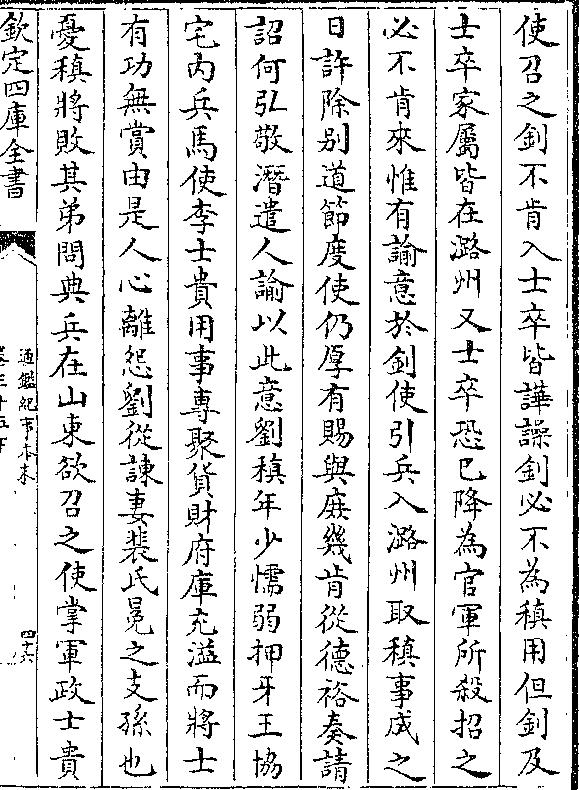 使召之釗不肯入士卒皆譁譟釗必不為稹用但釗及
士卒家屬皆在潞州又士卒恐已降為官軍所殺招之
必不肯來惟有諭意於釗使引兵入潞州取稹事成之
日許除别道節度使仍厚有賜與庻幾肯從德裕奏請
詔何弘敬潛遣人諭以此意劉稹年少懦弱押牙王協
宅内兵馬使李士貴用事專聚貨財府庫充溢而將士
有功無賞由是人心離怨劉從諫妻裴氏冕之支孫也
憂稹將敗其弟問典兵在山東欲召之使掌軍政士貴
欽定四庫全書
通鑑紀事本末
卷三十五下
四十六